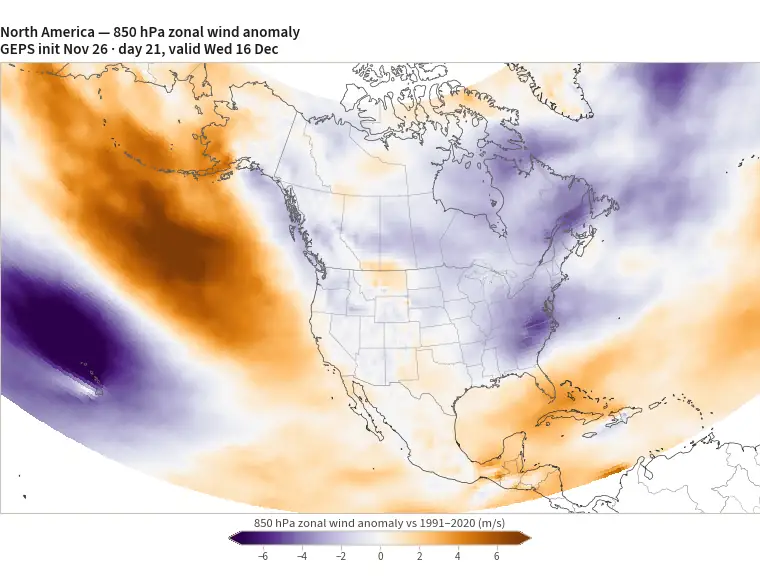 North America — 850 hPa zonal wind anomaly
GEPS init Nov 26 · day 21, valid Wed 16 Dec
850 hPa zonal wind anomaly vs 1991–2020 (m/s)
−6 −4 −2 0 2 4 6